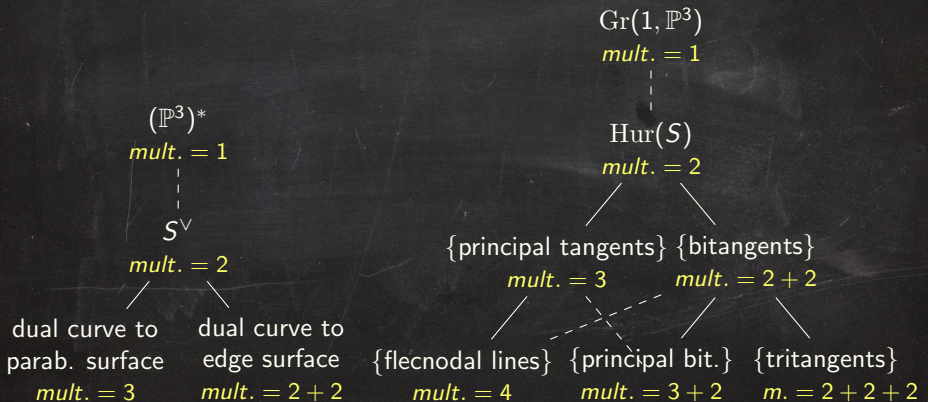 Gr(1, ℙ³)
mult. = 1
Hur(S)
mult. = 2
{principal tangents} {bitangents}
mult. = 3 mult. = 2 + 2
{flecnodal lines} {principal bit.} {tritangents}
mult. = 4 mult. = 3 + 2 m. = 2 + 2 + 2
(ℙ³)*
mult. = 1
S∨
mult. = 2
dual curve to
parab. surface
mult. = 3
dual curve to
edge surface
mult. = 2 + 2